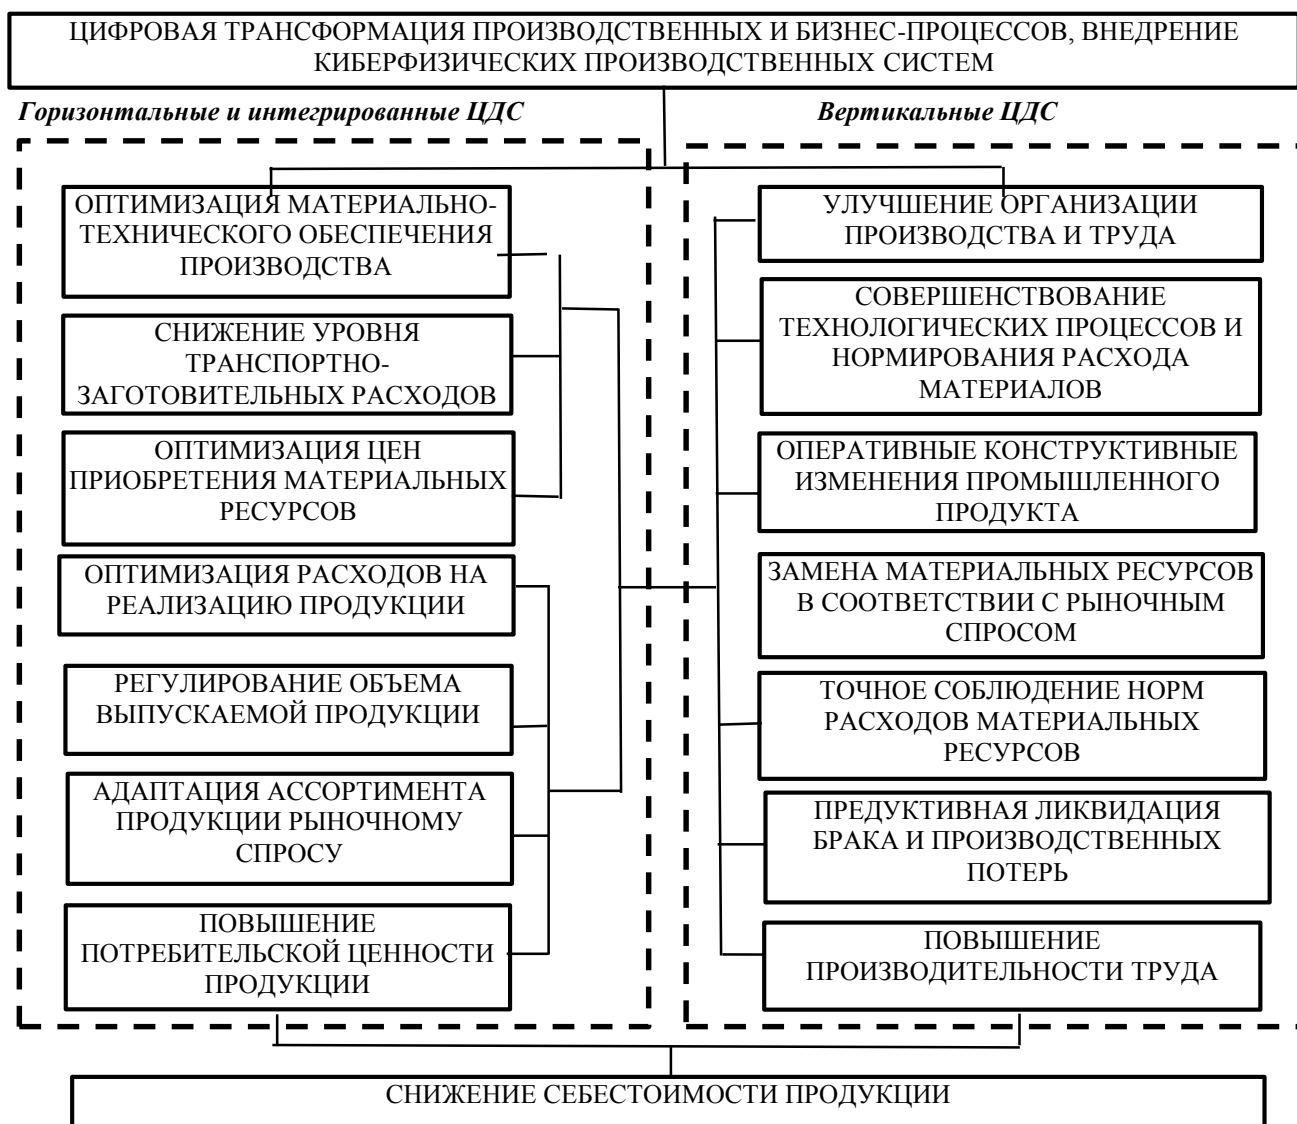 ЦИФРОВАЯ ТРАНСФОРМАЦИЯ ПРОИЗВОДСТВЕННЫХ И БИЗНЕС-ПРОЦЕССОВ, ВНЕДРЕНИЕ
КИБЕРФИЗИЧЕСКИХ ПРОИЗВОДСТВЕННЫХ СИСТЕМ
Горизонтальные и интегрированные ЦДС
ОПТИМИЗАЦИЯ МАТЕРИАЛЬНО-
ТЕХНИЧЕСКОГО ОБЕСПЕЧЕНИЯ
ПРОИЗВОДСТВА
СНИЖЕНИЕ УРОВНЯ
ТРАНСПОРТНО-
ЗАГОТОВИТЕЛЬНЫХ РАСХОДОВ
ОПТИМИЗАЦИЯ ЦЕН
ПРИОБРЕТЕНИЯ МАТЕРИАЛЬНЫХ
РЕСУРСОВ
ОПТИМИЗАЦИЯ РАСХОДОВ НА
РЕАЛИЗАЦИЮ ПРОДУКЦИИ
РЕГУЛИРОВАНИЕ ОБЪЕМА
ВЫПУСКАЕМОЙ ПРОДУКЦИИ
АДАПТАЦИЯ АССОРТИМЕНТА
ПРОДУКЦИИ РЫНОЧНОМУ
СПРОСУ
ПОВЫШЕНИЕ
ПОТРЕБИТЕЛЬСКОЙ ЦЕННОСТИ
ПРОДУКЦИИ
Вертикальные ЦДС
УЛУЧШЕНИЕ ОРГАНИЗАЦИИ
ПРОИЗВОДСТВА И ТРУДА
СОВЕРШЕНСТВОВАНИЕ
ТЕХНОЛОГИЧЕСКИХ ПРОЦЕССОВ И
НОРМИРОВАНИЯ РАСХОДА
МАТЕРИАЛОВ
ОПЕРАТИВНЫЕ КОНСТРУКТИВНЫЕ
ИЗМЕНЕНИЯ ПРОМЫШЛЕННОГО
ПРОДУКТА
ЗАМЕНА МАТЕРИАЛЬНЫХ РЕСУРСОВ
В СООТВЕТСТВИИ С РЫНОЧНЫМ
СПРОСОМ
ТОЧНОЕ СОБЛЮДЕНИЕ НОРМ
РАСХОДОВ МАТЕРИАЛЬНЫХ
РЕСУРСОВ
ПРЕДУКТИВНАЯ ЛИКВИДАЦИЯ
БРАКА И ПРОИЗВОДСТВЕННЫХ
ПОТЕРЬ
ПОВЫШЕНИЕ
ПРОИЗВОДИТЕЛЬНОСТИ ТРУДА
СНИЖЕНИЕ СЕБЕСТОИМОСТИ ПРОДУКЦИИ